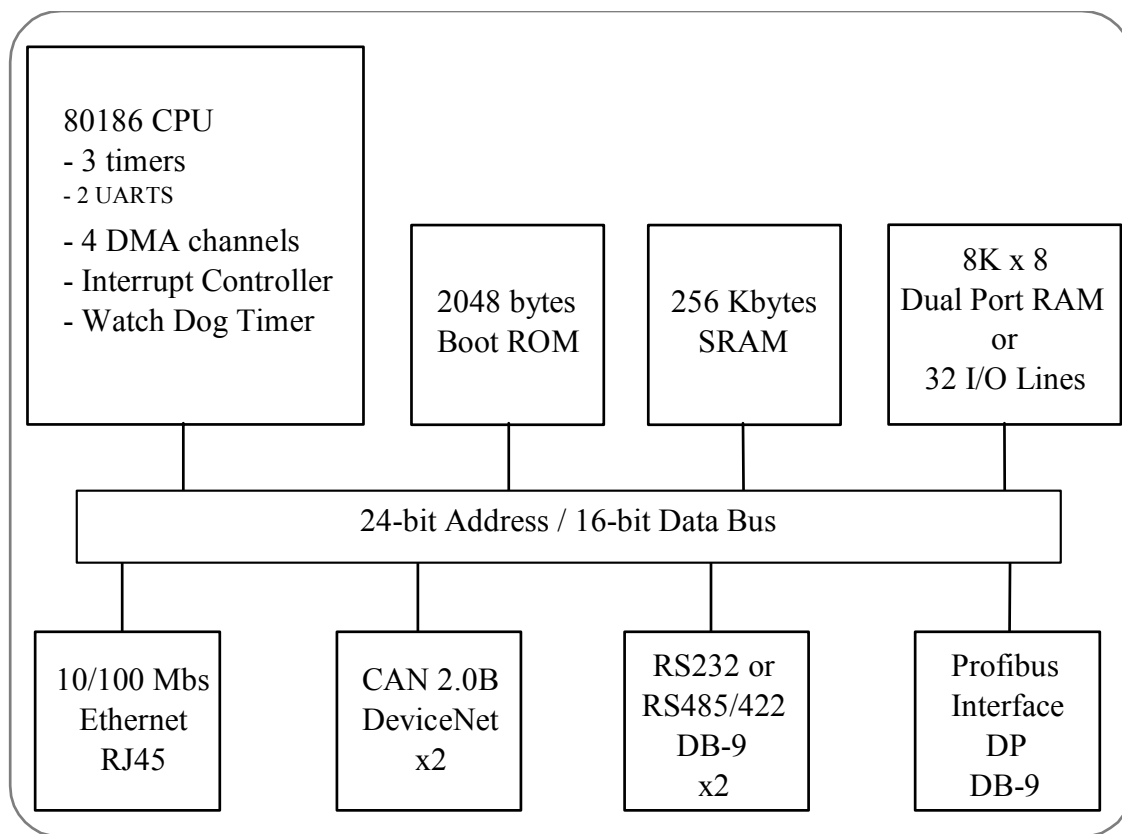 80186 CPU
- 3 timers
- 2 UARTS
- 4 DMA channels
- Interrupt Controller
- Watch Dog Timer
2048 bytes
Boot ROM
256 Kbytes
SRAM
8K x 8
Dual Port RAM
or
32 I/O Lines
24-bit Address / 16-bit Data Bus
10/100 Mbs
Ethernet
RJ45
CAN 2.0B
DeviceNet
x2
RS232 or
RS485/422
DB-9
x2
Profibus
Interface
DP
DB-9